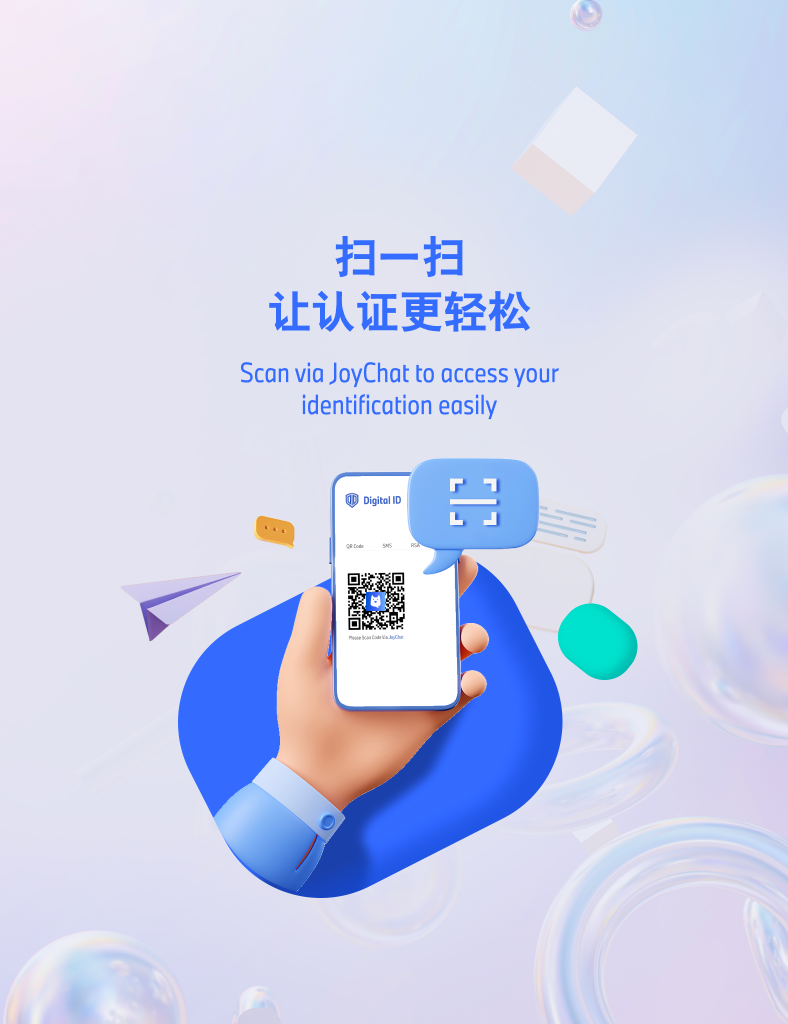 扫一扫
让认证更轻松
Scan via JoyChat to access your
identification easily
Digital ID
QR Code SMS RSA
Please Scan Code Via JoyChat